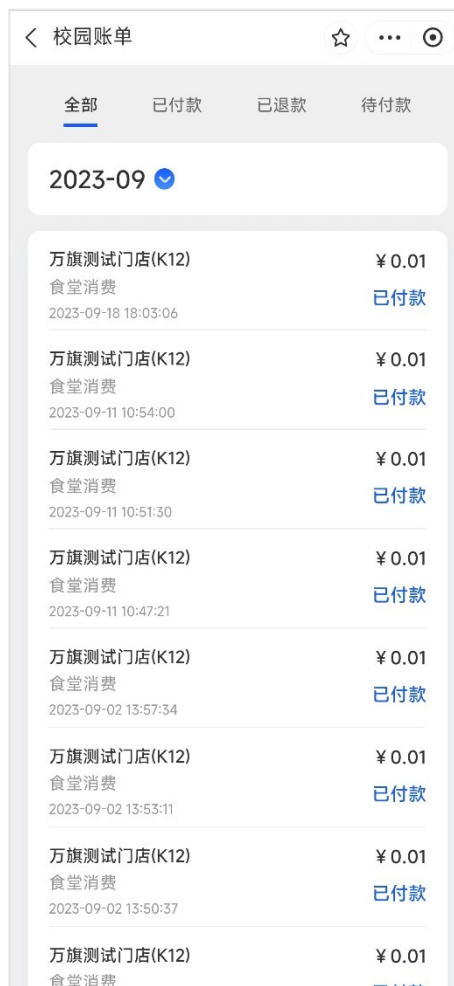 校园账单
全部 已付款 已退款 待付款
2023-09
万旗测试门店(K12) ¥0.01
食堂消费 已付款
2023-09-18 18:03:06
万旗测试门店(K12) ¥0.01
食堂消费 已付款
2023-09-11 10:54:00
万旗测试门店(K12) ¥0.01
食堂消费 已付款
2023-09-11 10:51:30
万旗测试门店(K12) ¥0.01
食堂消费 已付款
2023-09-11 10:47:21
万旗测试门店(K12) ¥0.01
食堂消费 已付款
2023-09-02 13:57:34
万旗测试门店(K12) ¥0.01
食堂消费 已付款
2023-09-02 13:53:11
万旗测试门店(K12) ¥0.01
食堂消费 已付款
2023-09-02 13:50:37
万旗测试门店(K12) ¥0.01
食堂消费